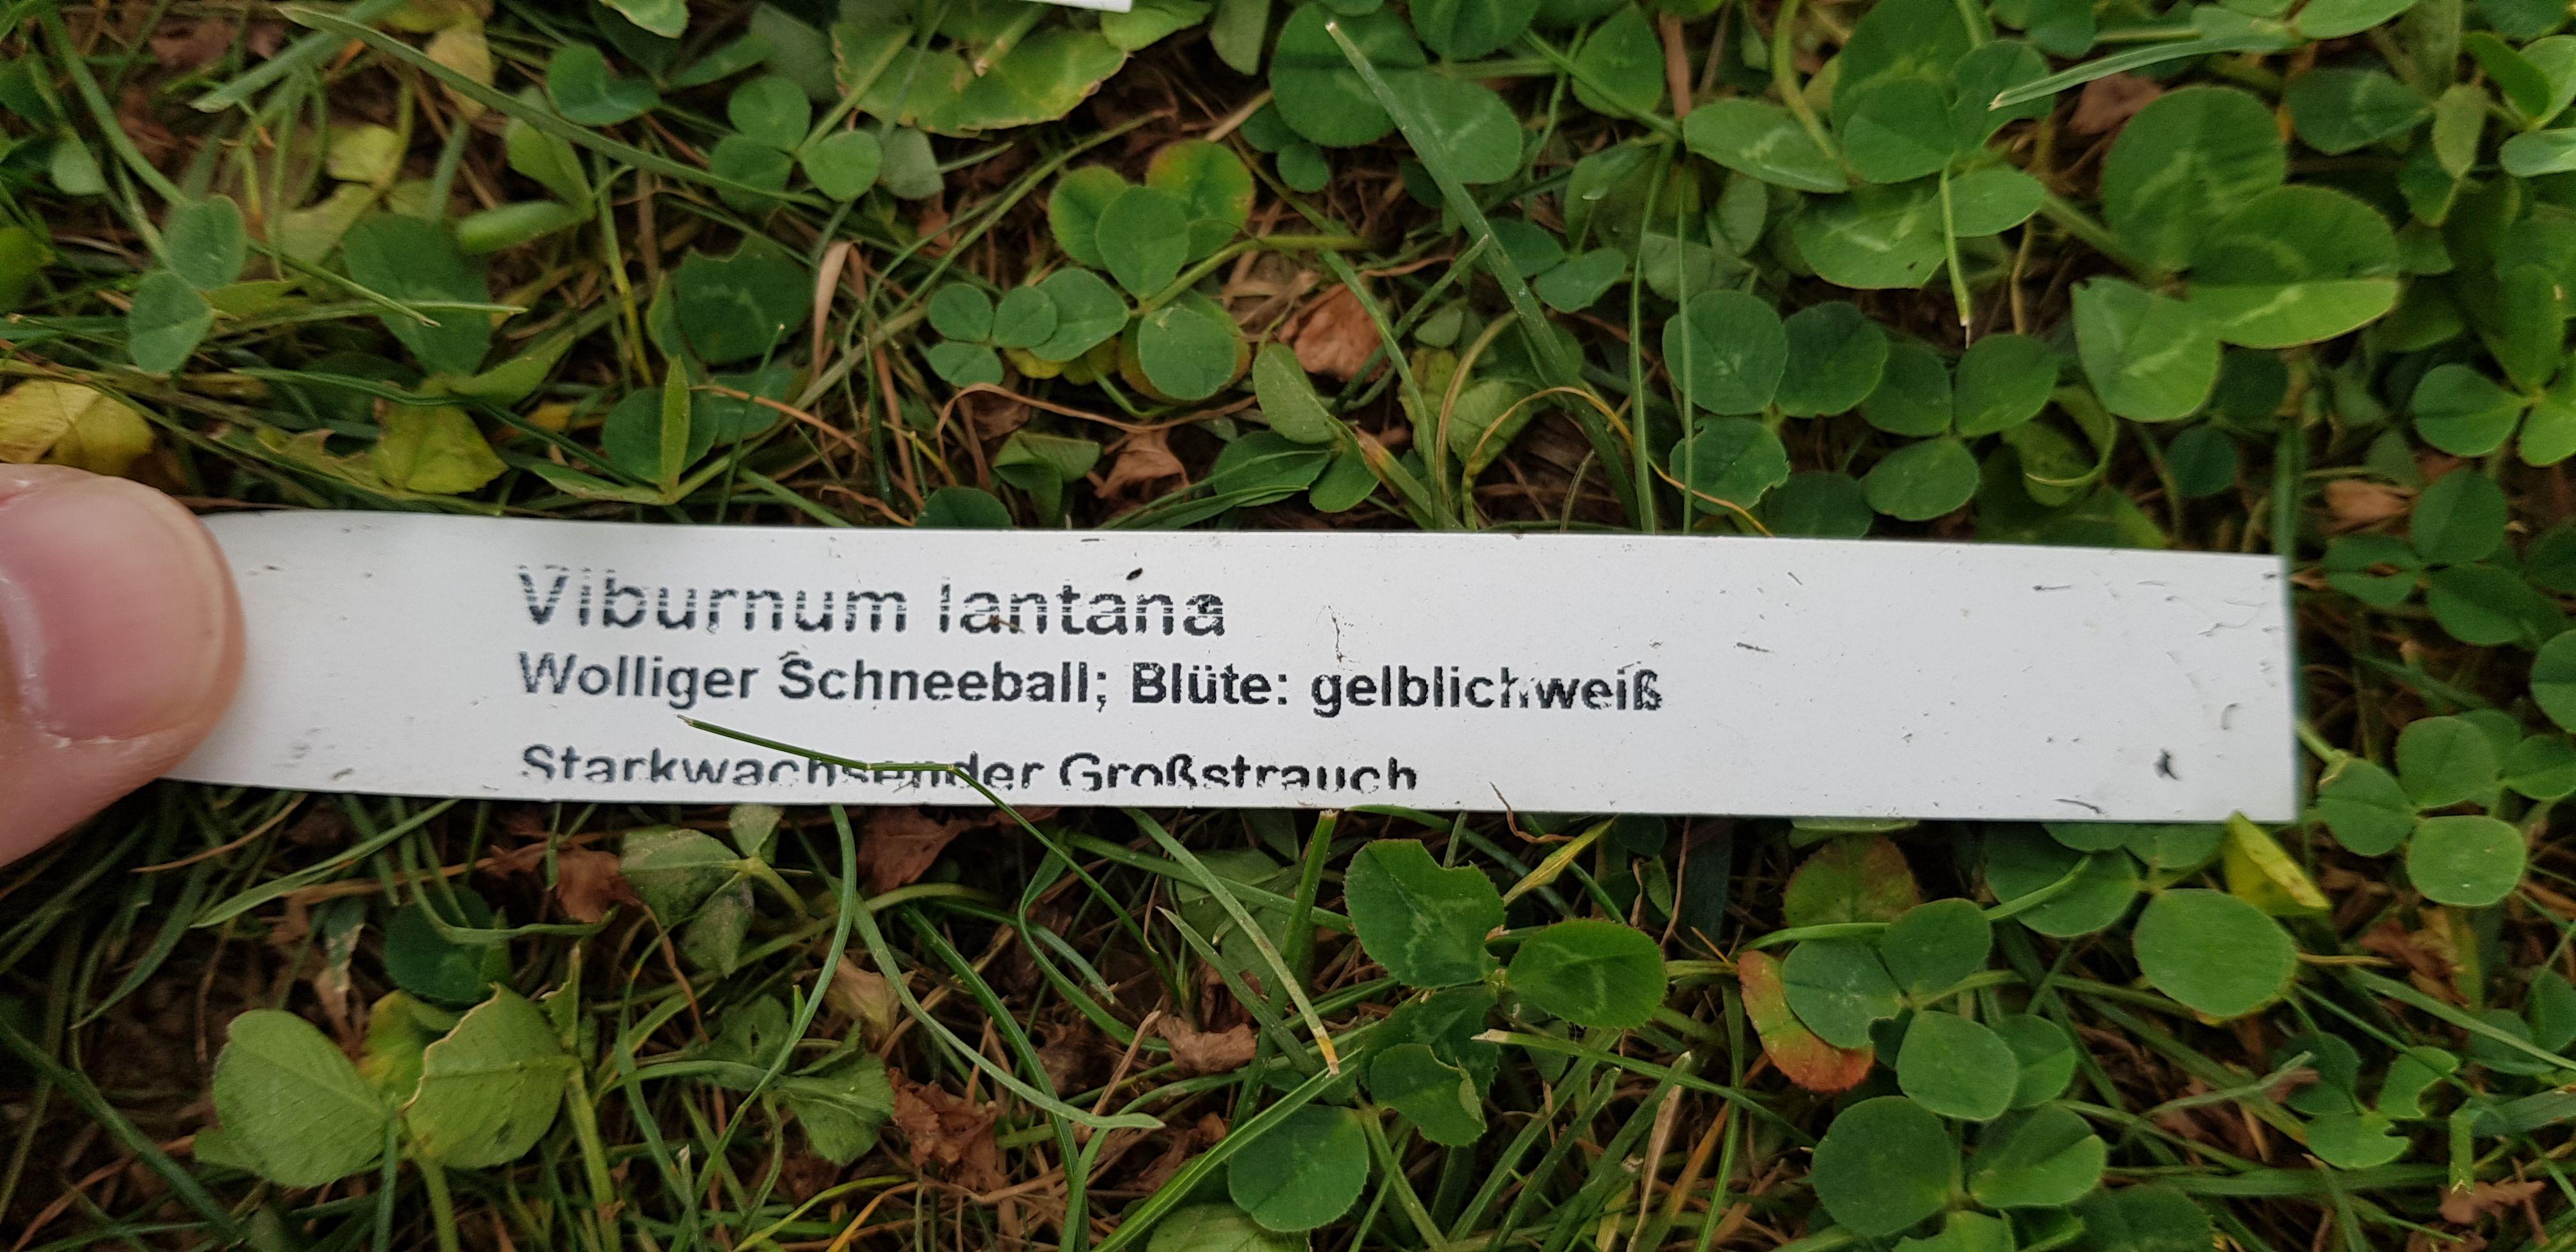 Viburnum lantana
Wolliger Schneeball; Blüte: gelblichweiß
Starkwachsender Großstrauch